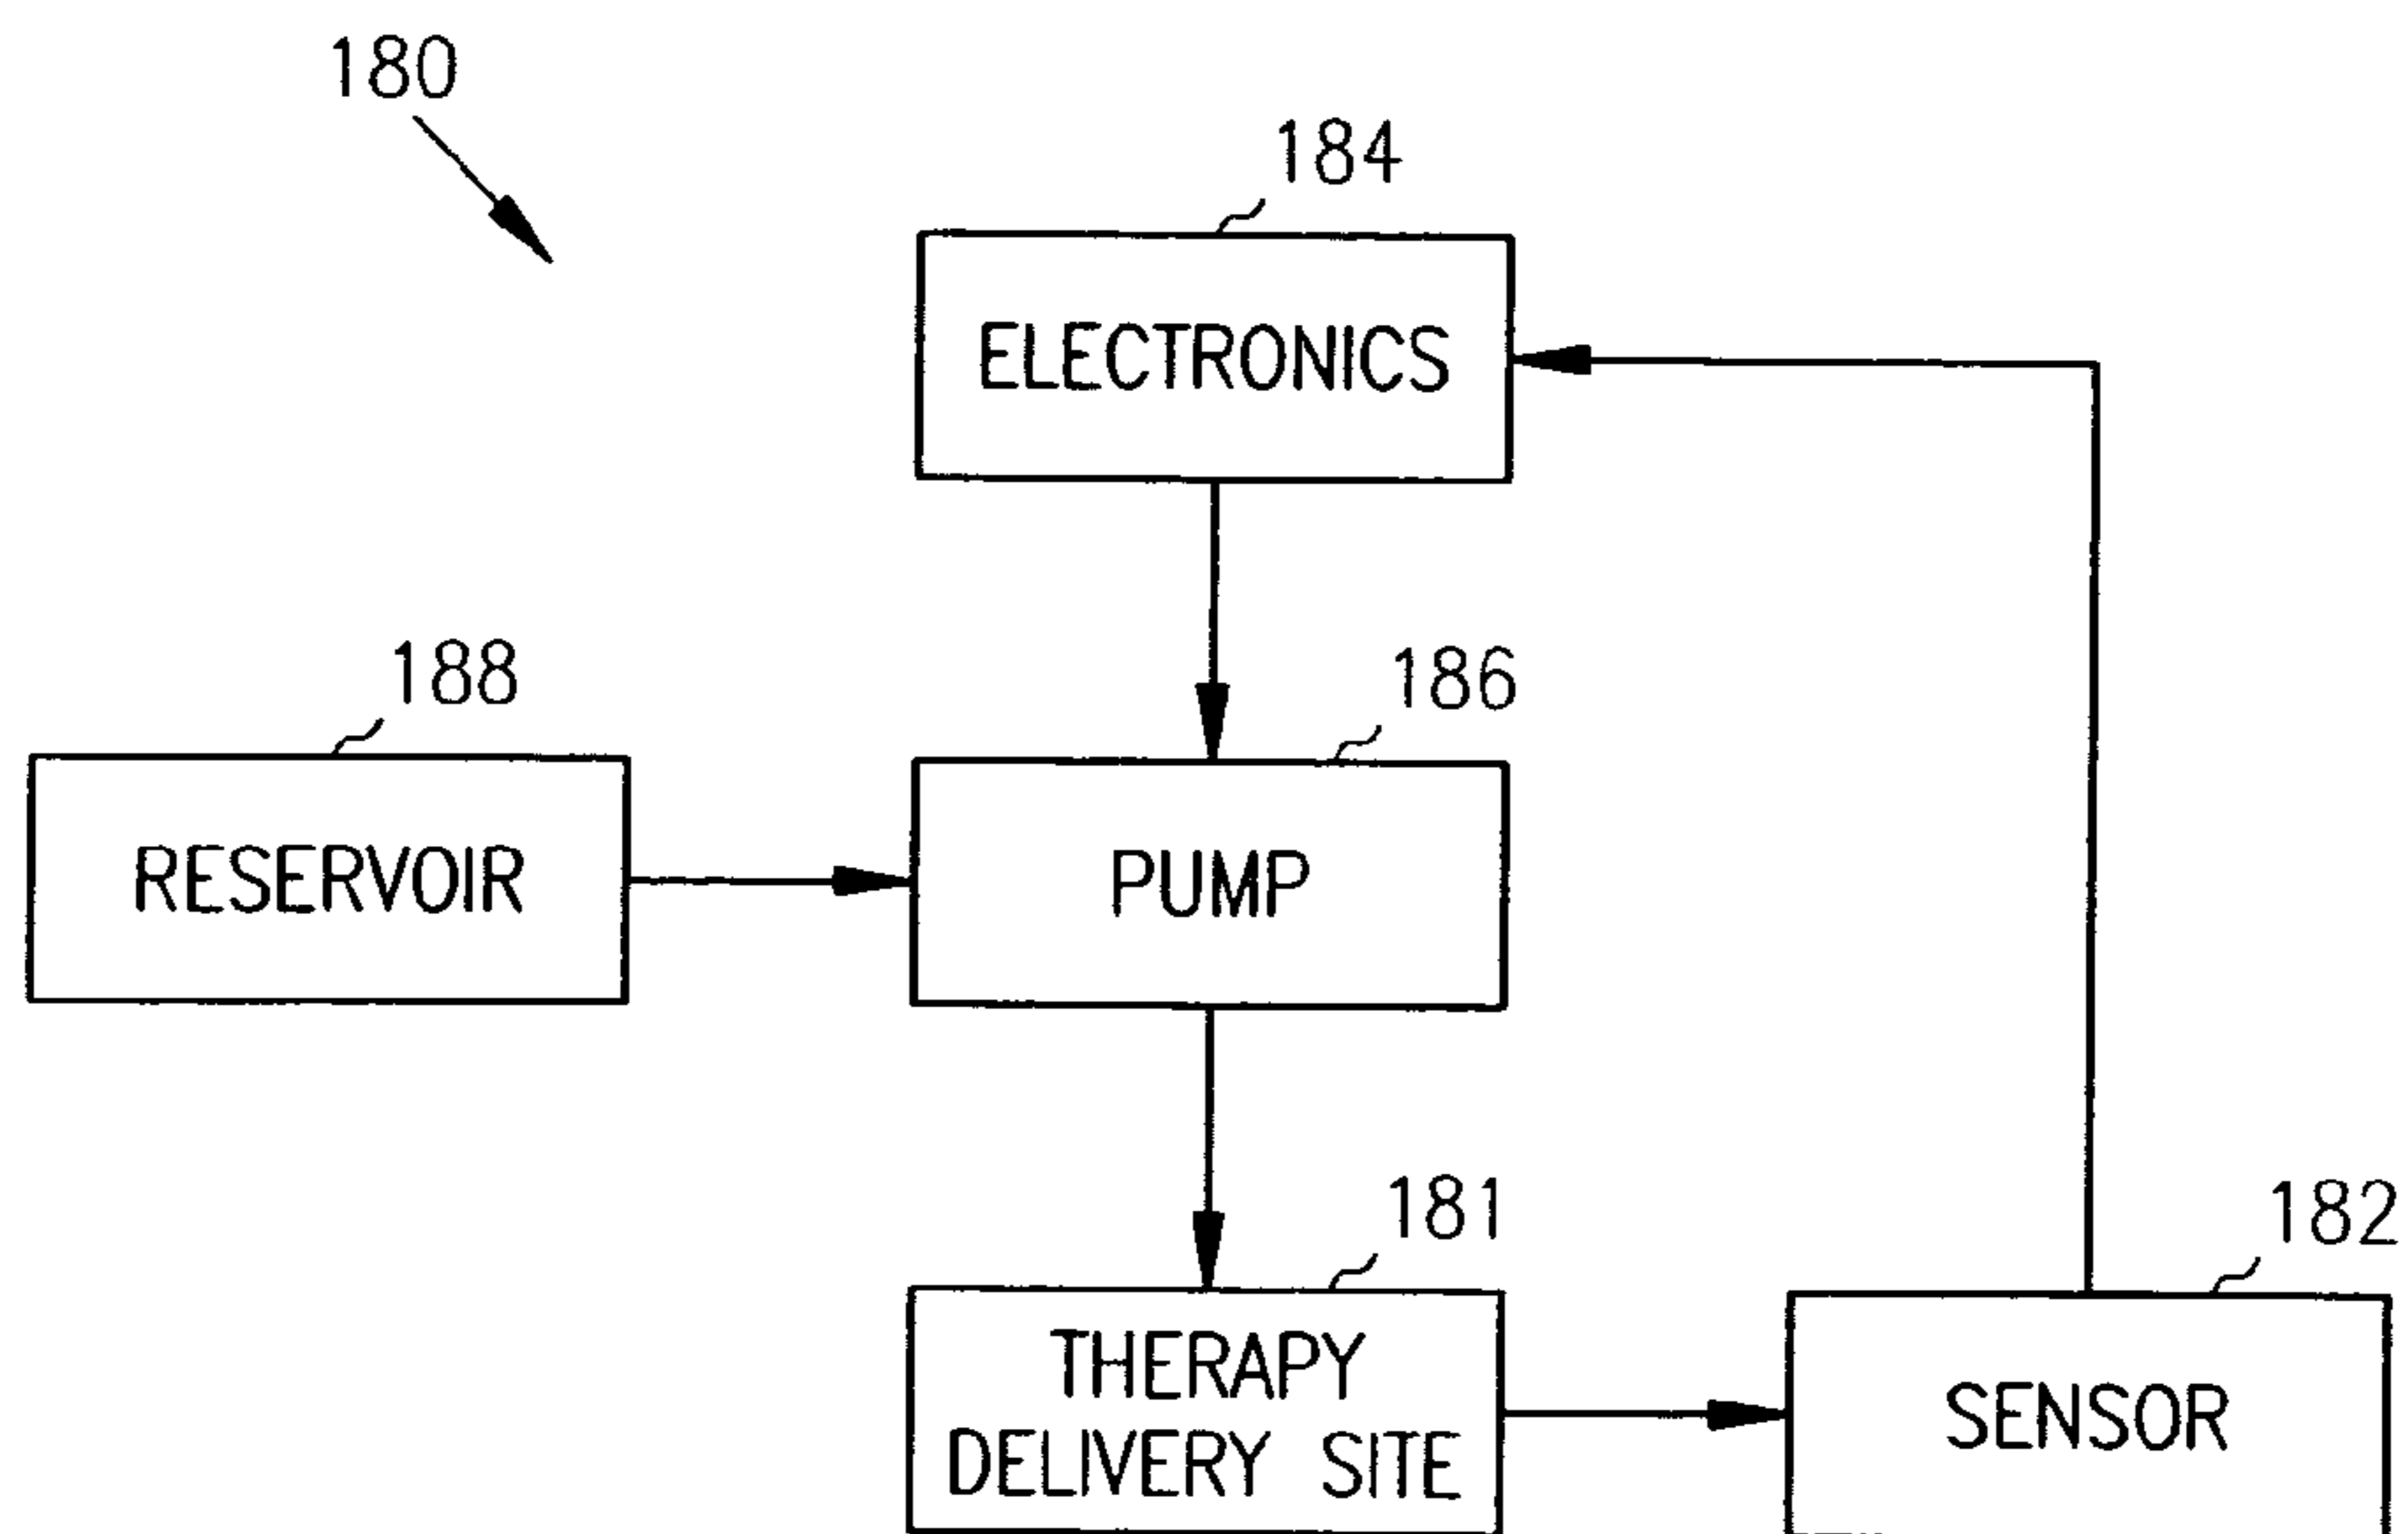 180
184
ELECTRONICS
188
186
RESERVOIR
PUMP
181
182
THERAPY
DELIVERY SITE
SENSOR